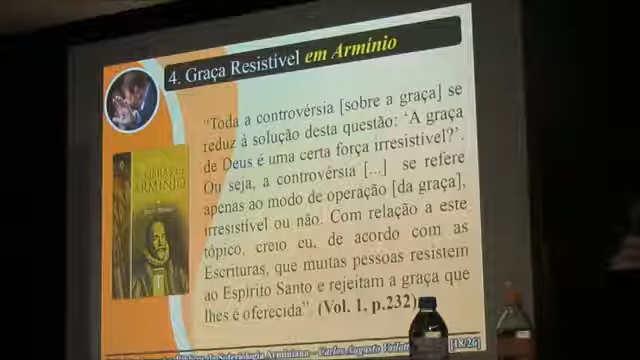 4. Graça Resistível em Armínio
"Toda a controvérsia [sobre a graça] se
reduz à solução desta questão: 'A graça
de Deus é uma certa força irresistível?'.
Ou seja, a controvérsia [...] se refere
apenas ao modo de operação [da graça],
irresistível ou não. Com relação a este
tópico, creio eu, de acordo com as
Escrituras, que muitas pessoas resistem
ao Espírito Santo e rejeitam a graça que
lhes é oferecida". (Vol. 1, p.232)
ARMÍNIO
da Soteriologia Arminiana – Carlos Augusto
[18/26]